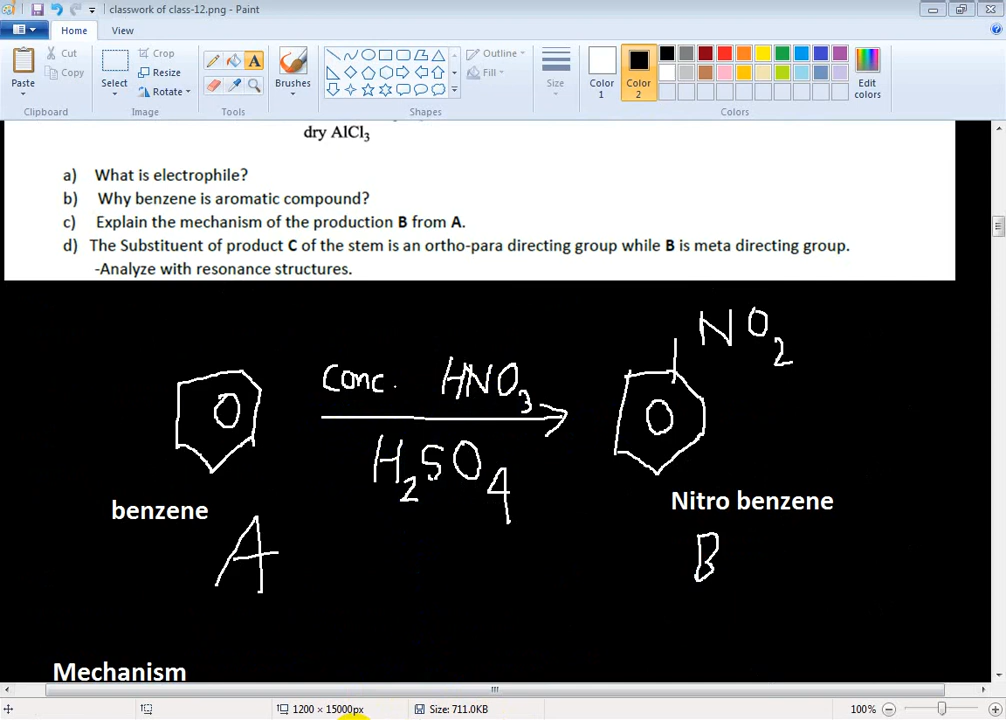 classwork of class-12.png - Paint
Home View
Paste Cut Copy Clipboard
Select Crop Resize Rotate Image
A Tools
Brushes
Outline Fill Shapes
Size
Color 1 Color 2 Edit colors Colors
dry AlCl3
a) What is electrophile?
b) Why benzene is aromatic compound?
c) Explain the mechanism of the production B from A.
d) The Substituent of product C of the stem is an ortho-para directing group while B is meta directing group.
-Analyze with resonance structures.
NO2
Conc. HNO3
H2SO4
Nitro benzene
benzene
A
B
Mechanism
1200 × 15000px Size: 711.0KB 100%